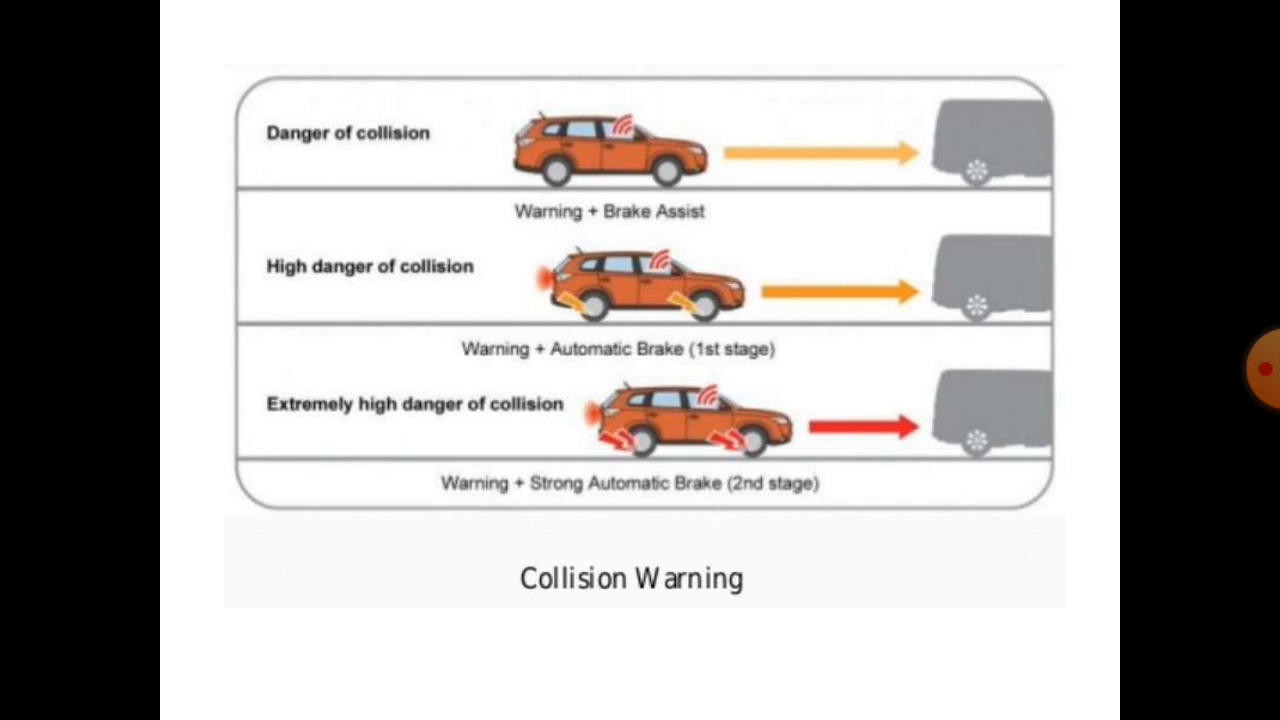 Danger of collision
Warning + Brake Assist
High danger of collision
Warning + Automatic Brake (1st stage)
Extremely high danger of collision
Warning + Strong Automatic Brake (2nd stage)
Collision Warning